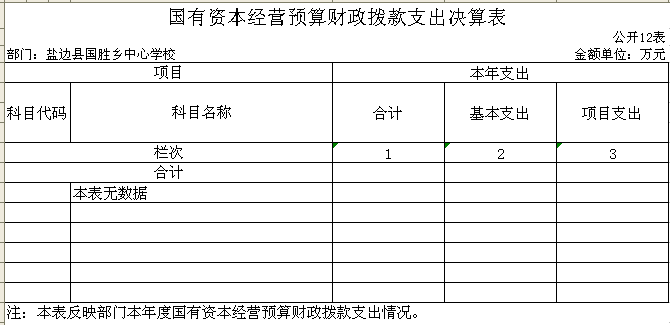 国有资本经营预算财政拨款支出决算表
公开12表
部门：盐边县国胜乡中心学校 金额单位：万元
项目 本年支出
科目代码 科目名称 合计 基本支出 项目支出
栏次 1 2 3
合计
本表无数据
注：本表反映部门本年度国有资本经营预算财政拨款支出情况。